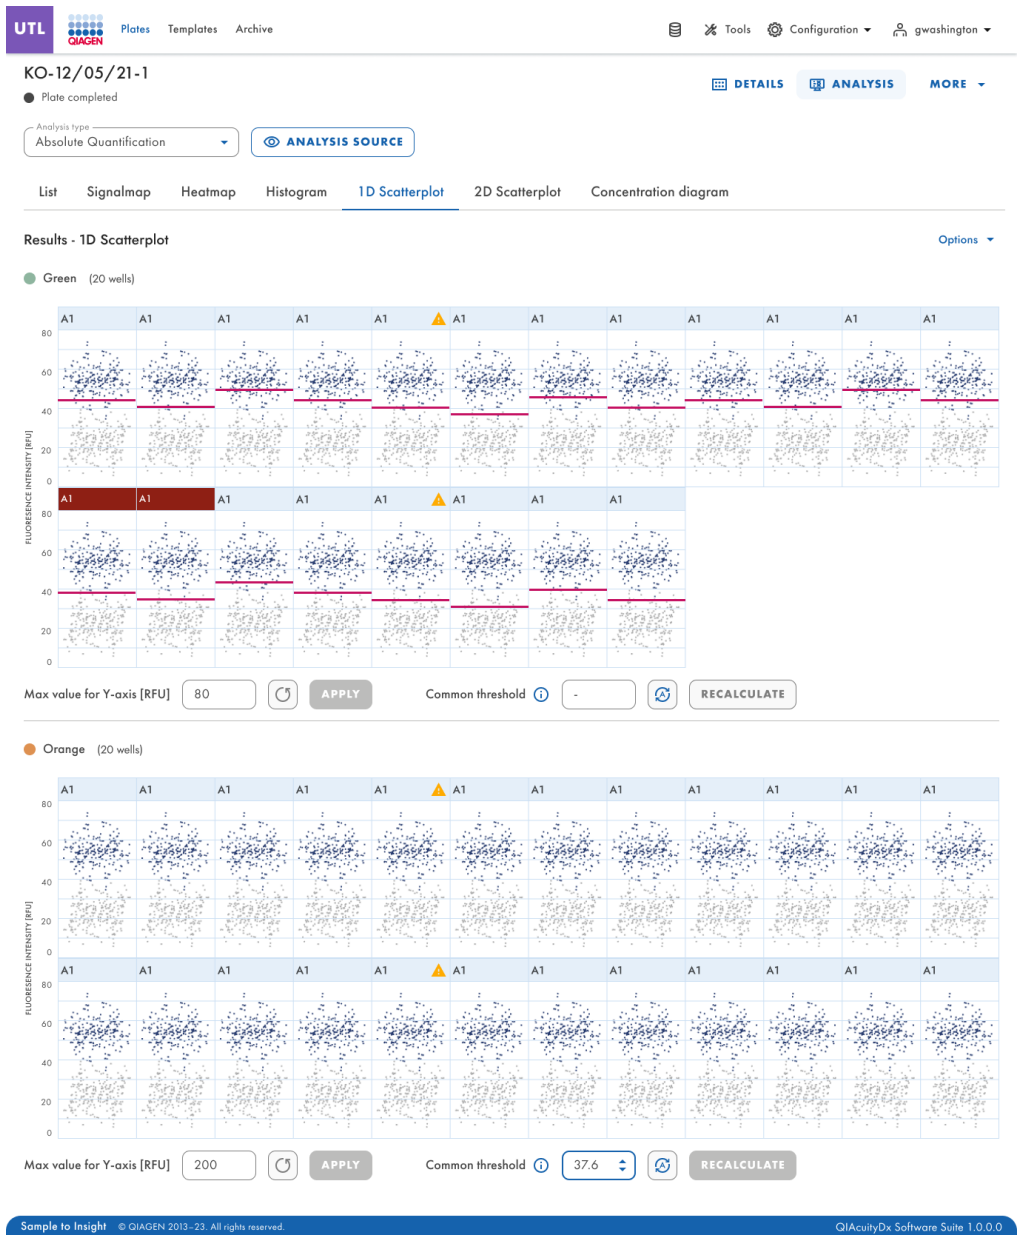 UTL QIAGEN Plates Templates Archive Tools Configuration gwashington
KO-12/05/21-1
Plate completed
DETAILS ANALYSIS MORE
Analysis type
Absolute Quantification
ANALYSIS SOURCE
List Signalmap Heatmap Histogram 1D Scatterplot 2D Scatterplot Concentration diagram
Results - 1D Scatterplot
Options
Green (20 wells)
A1 A1 A1 A1 A1 A1 A1 A1 A1 A1 A1 A1
80
60
40
20
0
FLUORESENCE INTENSITY [RFU]
A1 A1 A1 A1 A1 A1 A1 A1
80
60
40
20
0
Max value for Y-axis [RFU] 80 APPLY Common threshold - RECALCULATE
Orange (20 wells)
A1 A1 A1 A1 A1 A1 A1 A1 A1 A1 A1 A1
80
60
40
20
0
FLUORESENCE INTENSITY [RFU]
A1 A1 A1 A1 A1 A1 A1 A1 A1 A1 A1 A1
80
60
40
20
0
Max value for Y-axis [RFU] 200 APPLY Common threshold 37.6 RECALCULATE
Sample to Insight © QIAGEN 2013–23. All rights reserved. QIAcuityDx Software Suite 1.0.0.0